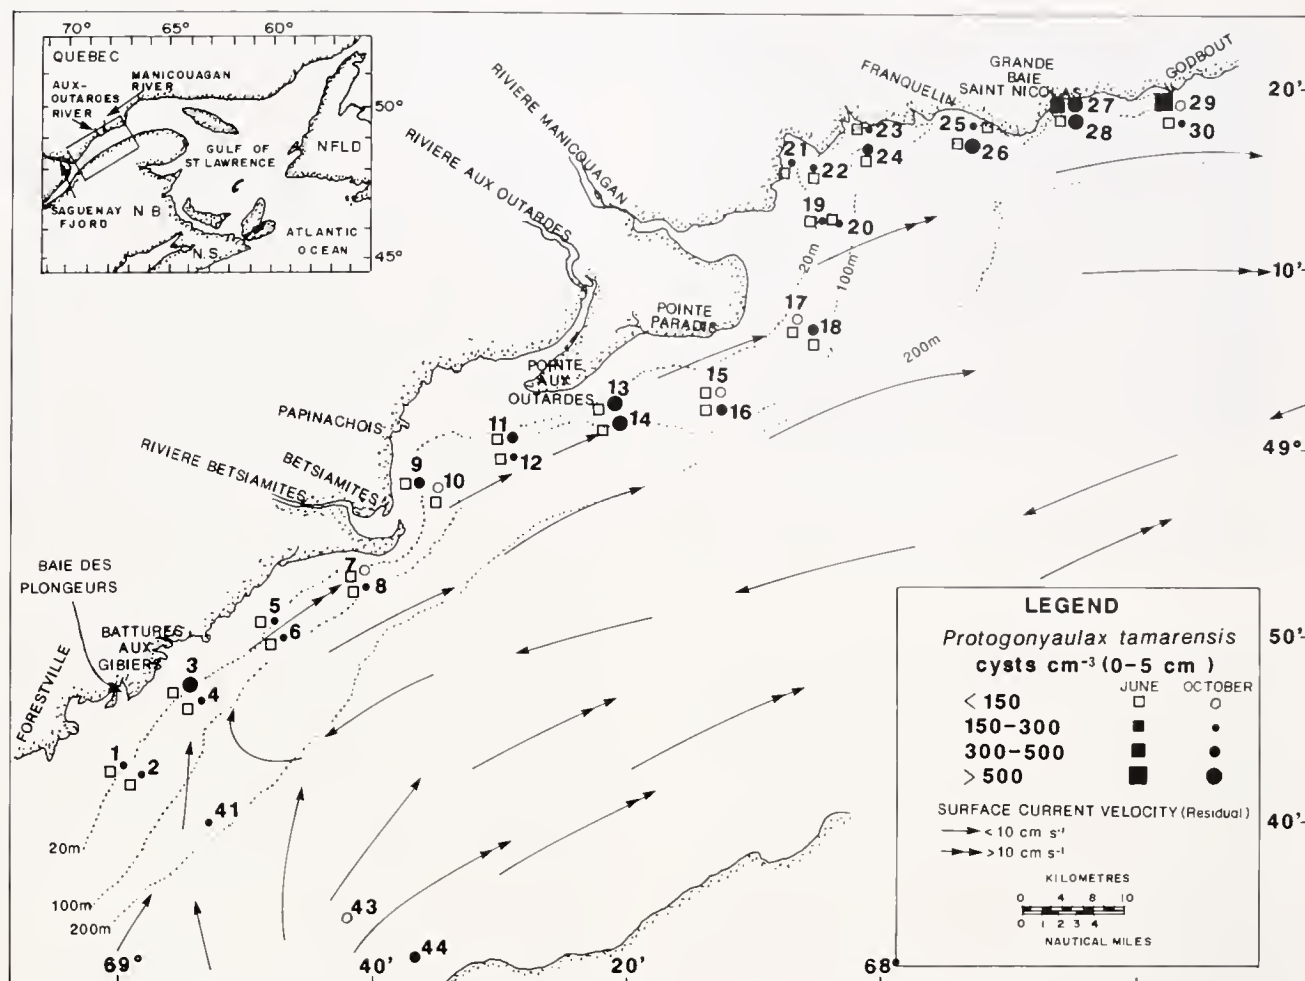 70°
65°
60°
QUEBEC
MANICOUAGAN
RIVER
AUX-
OUTARDES
RIVER
50°
GULF OF
ST LAWRENCE
NFLD
SAGUENAY
FJORD
N B
N.S.
ATLANTIC
OCEAN
45°
RIVIERE MANICOUAGAN
RIVIERE AUX OUTARDES
FRANQUELIN
GRANDE
BAIE
SAINT NICOLAS
GODBOUT
20'
27
29
28
30
25
26
23
24
21
22
19
20
20m
100m
10'
POINTE
PARADIS
17
18
200m
POINTE
AUX
OUTARDES
13
14
15
16
PAPINACHOIS
11
12
49°
RIVIERE BETSIAMITES
BETSIAMITES
9
10
BAIE DES
PLONGEURS
7
8
BATTURES
AUX
GIBIERS
5
6
50'
FORESTVILLE
3
4
1
2
41
20m
100m
200m
40'
43
44
LEGEND
Protogonyaulax tamarensis
cysts cm⁻³ (0-5 cm)
JUNE OCTOBER
< 150
150-300
300-500
> 500
SURFACE CURRENT VELOCITY (Residual)
< 10 cm s⁻¹
>10 cm s⁻¹
KILOMETRES
0 4 8 10
0 1 2 3 4
NAUTICAL MILES
69°
40'
20'
68°